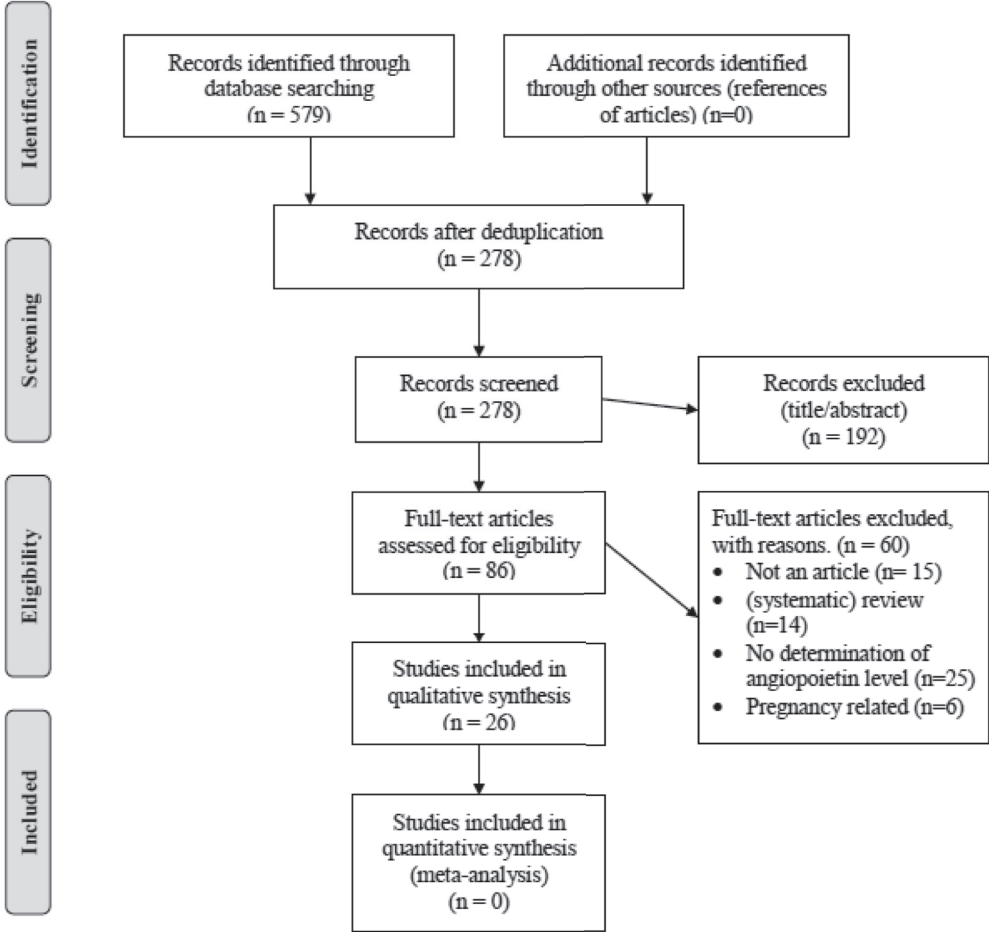 Identification
Records identified through
database searching
(n = 579)
Additional records identified
through other sources (references
of articles) (n=0)
Records after deduplication
(n = 278)
Screening
Records screened
(n = 278)
Records excluded
(title/abstract)
(n = 192)
Eligibility
Full-text articles
assessed for eligibility
(n = 86)
Full-text articles excluded,
with reasons. (n = 60)
• Not an article (n= 15)
• (systematic) review
(n=14)
• No determination of
angiopoietin level (n=25)
• Pregnancy related (n=6)
Studies included in
qualitative synthesis
(n = 26)
Included
Studies included in
quantitative synthesis
(meta-analysis)
(n = 0)